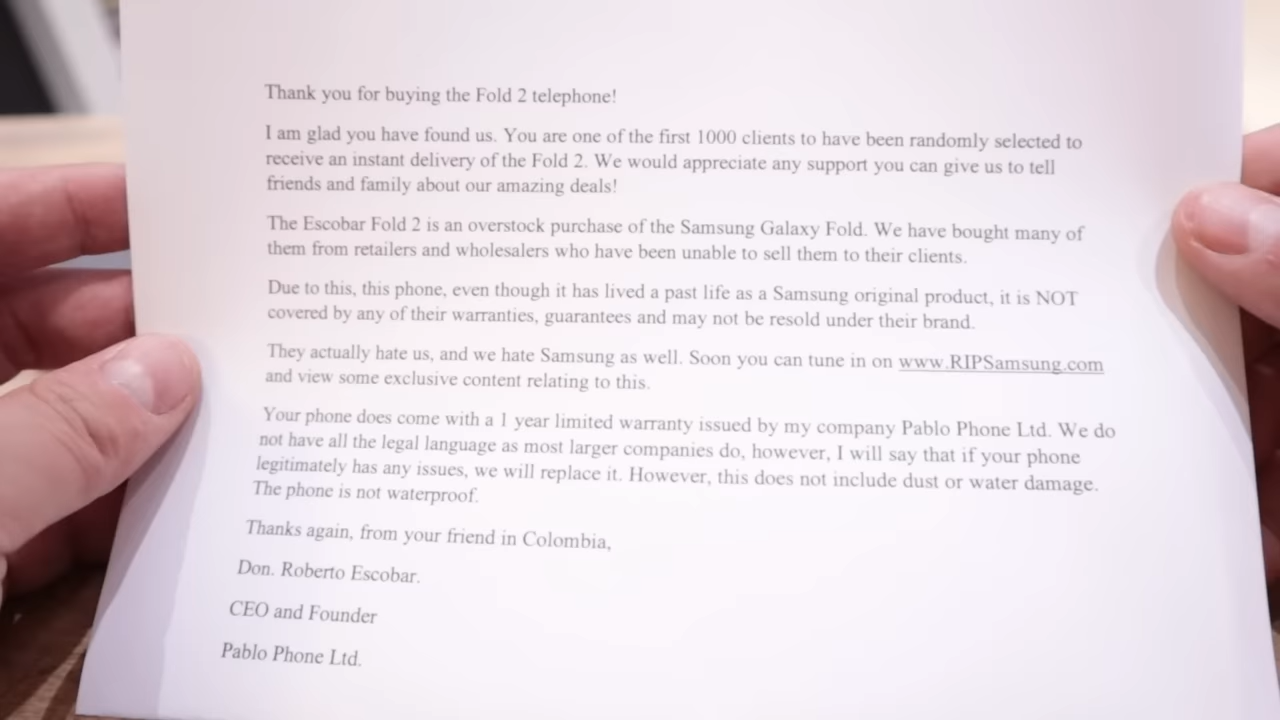 Thank you for buying the Fold 2 telephone!
I am glad you have found us. You are one of the first 1000 clients to have been randomly selected to
receive an instant delivery of the Fold 2. We would appreciate any support you can give us to tell
friends and family about our amazing deals!
The Escobar Fold 2 is an overstock purchase of the Samsung Galaxy Fold. We have bought many of
them from retailers and wholesalers who have been unable to sell them to their clients.
Due to this, this phone, even though it has lived a past life as a Samsung original product, it is NOT
covered by any of their warranties, guarantees and may not be resold under their brand.
They actually hate us, and we hate Samsung as well. Soon you can tune in on www.RIPSamsung.com
and view some exclusive content relating to this.
Your phone does come with a 1 year limited warranty issued by my company Pablo Phone Ltd. We do
not have all the legal language as most larger companies do, however, I will say that if your phone
legitimately has any issues, we will replace it. However, this does not include dust or water damage.
The phone is not waterproof.
Thanks again, from your friend in Colombia,
Don. Roberto Escobar.
CEO and Founder
Pablo Phone Ltd.